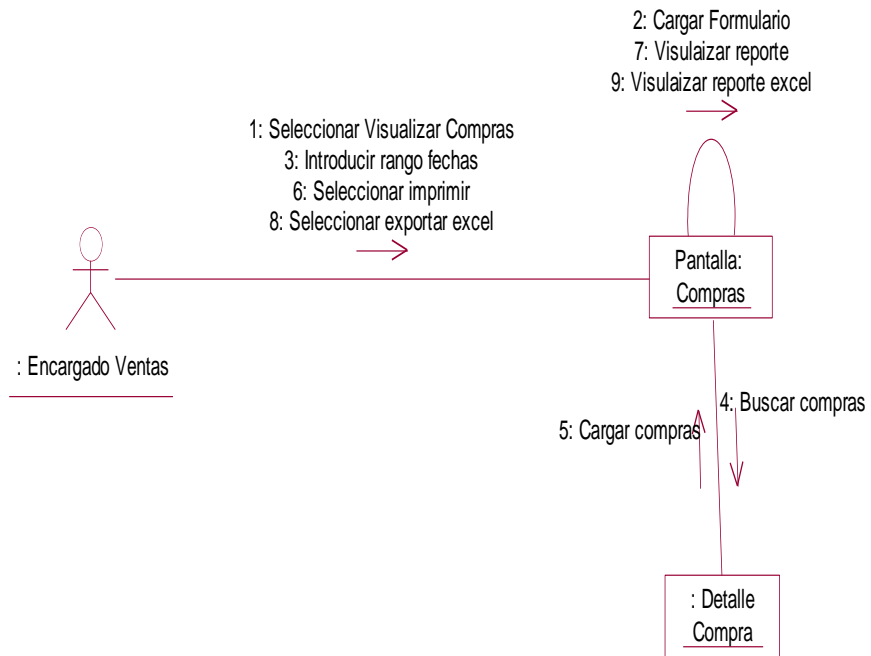 2: Cargar Formulario
7: Visulaizar reporte
9: Visulaizar reporte excel
1: Seleccionar Visualizar Compras
3: Introducir rango fechas
6: Seleccionar imprimir
8: Seleccionar exportar excel
Pantalla:
Compras
: Encargado Ventas
4: Buscar compras
5: Cargar compras
: Detalle
Compra